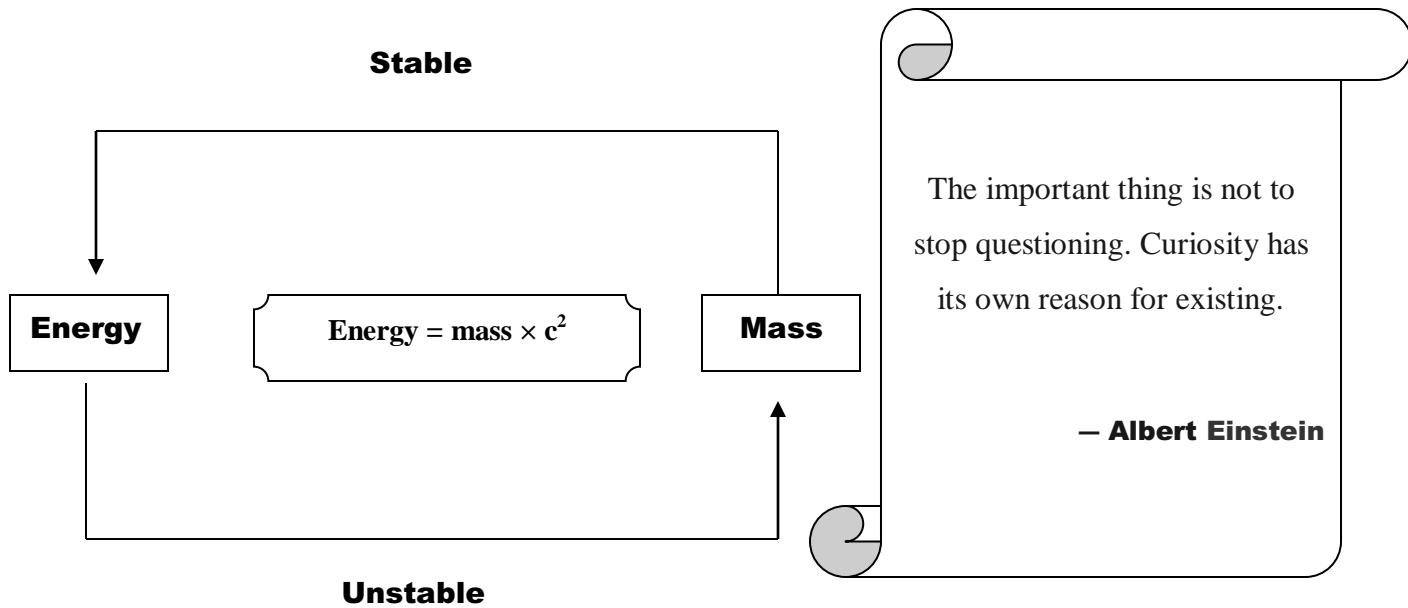 Stable
Energy
Energy = mass × c²
Mass
Unstable
The important thing is not to
stop questioning. Curiosity has
its own reason for existing.
— Albert Einstein